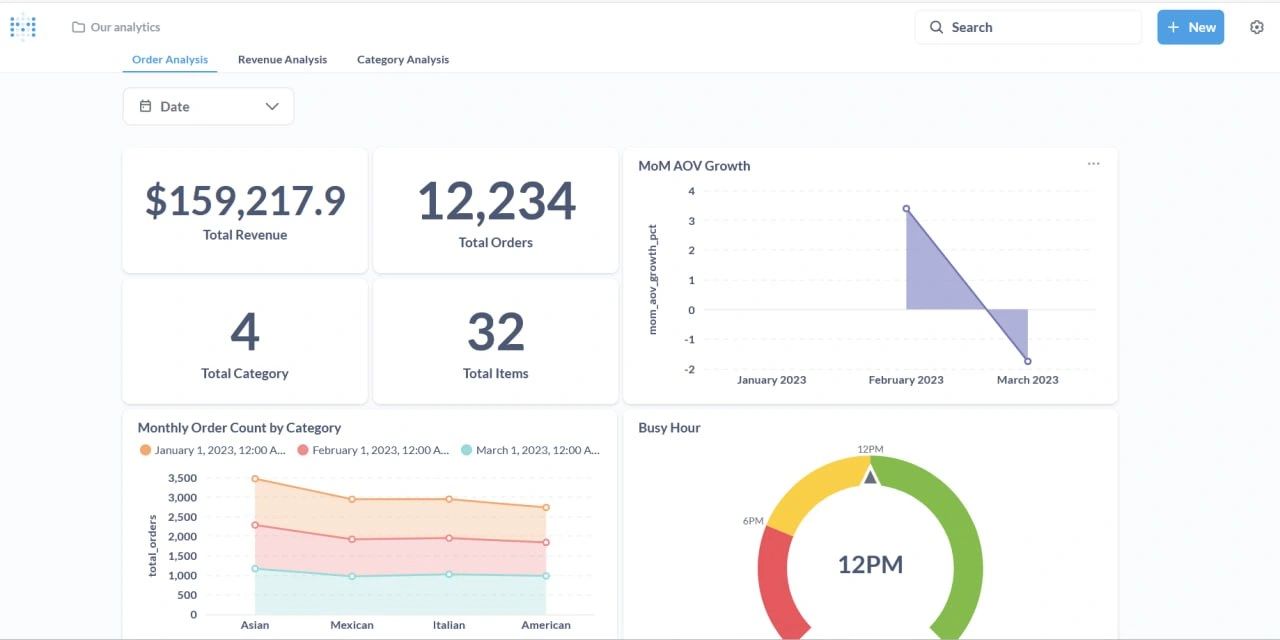 Our analytics
Search
+ New
Order Analysis
Revenue Analysis
Category Analysis
Date
$159,217.9
Total Revenue
12,234
Total Orders
4
Total Category
32
Total Items
MoM AOV Growth
mom_aov_growth_pct
4
3
2
1
0
-1
-2
January 2023
February 2023
March 2023
Monthly Order Count by Category
January 1, 2023, 12:00 A...
February 1, 2023, 12:00 A...
March 1, 2023, 12:00 A...
total_orders
3,500
3,000
2,500
2,000
1,500
1,000
500
0
Asian
Mexican
Italian
American
Busy Hour
12PM
6PM
12PM